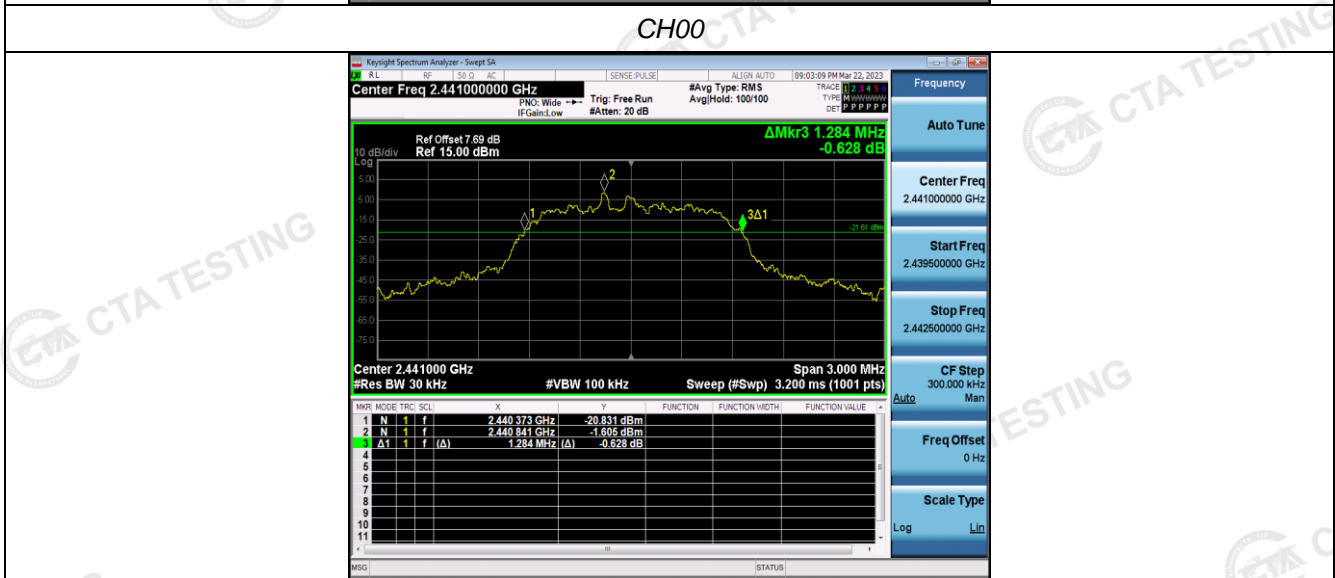 CH00
CTA TESTING
CTA TESTING
CTA TESTING
CTA TESTING
TESTING
Keysight Spectrum Analyzer - Swept SA
RL RF 50 Ω AC SENSE:PULSE ALIGN AUTO 09:03:09 PM Mar 22, 2023
Center Freq 2.441000000 GHz #Avg Type: RMS TRACE 1 2 3 4 5 6
PNO: Wide Trig: Free Run Avg|Hold: 100/100 TYPE M W W W W W
IFGain:Low #Atten: 20 dB DET P P P P P P
ΔMkr3 1.284 MHz
-0.628 dB
Ref Offset 7.69 dB
10 dB/div Ref 15.00 dBm
Log
5.00
-5.00
-15.0
-25.0
-35.0
-45.0
-55.0
-65.0
-75.0
1
2
3Δ1
-21.61 dBm
Center 2.441000 GHz Span 3.000 MHz
#Res BW 30 kHz #VBW 100 kHz Sweep (#Swp) 3.200 ms (1001 pts)
MKR MODE TRC SCL X Y FUNCTION FUNCTION WIDTH FUNCTION VALUE
1 N 1 f 2.440 373 GHz -20.831 dBm
2 N 1 f 2.440 841 GHz -1.605 dBm
3 Δ1 1 f (Δ) 1.284 MHz (Δ) -0.628 dB
4
5
6
7
8
9
10
11
MSG STATUS
Frequency
Auto Tune
Center Freq
2.441000000 GHz
Start Freq
2.439500000 GHz
Stop Freq
2.442500000 GHz
CF Step
300.000 kHz
Auto Man
Freq Offset
0 Hz
Scale Type
Log Lin